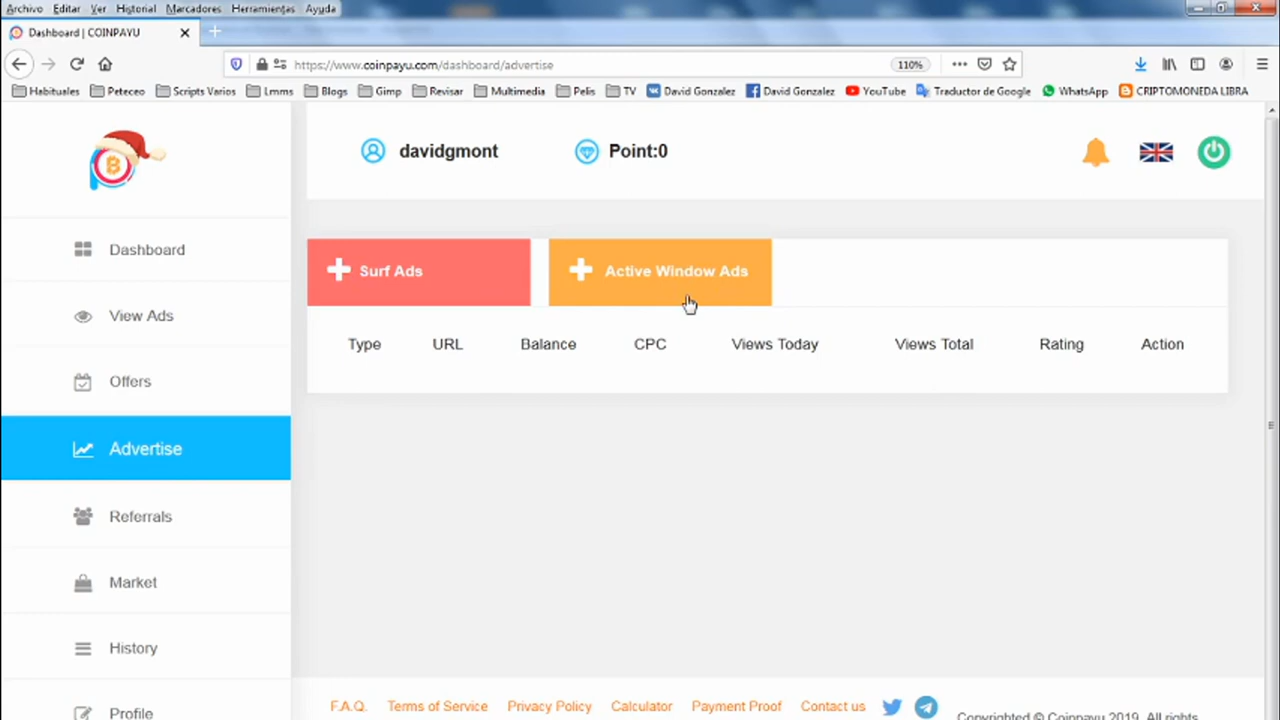 Archivo Editar Ver Historial Marcadores Herramientas Ayuda
Dashboard | COINPAYU
https://www.coinpayu.com/dashboard/advertise 110%
Habituales Peteceo Scripts Varios Lmms Blogs Gimp Revisar Multimedia Pelis TV David Gonzalez David Gonzalez YouTube Traductor de Google WhatsApp CRIPTOMONEDA LIBRA
davidgmont Point:0
Dashboard
Surf Ads Active Window Ads
View Ads
Type URL Balance CPC Views Today Views Total Rating Action
Offers
Advertise
Referrals
Market
History
Profile
F.A.Q. Terms of Service Privacy Policy Calculator Payment Proof Contact us
Copyrighted © Coinpayu 2019. All rights